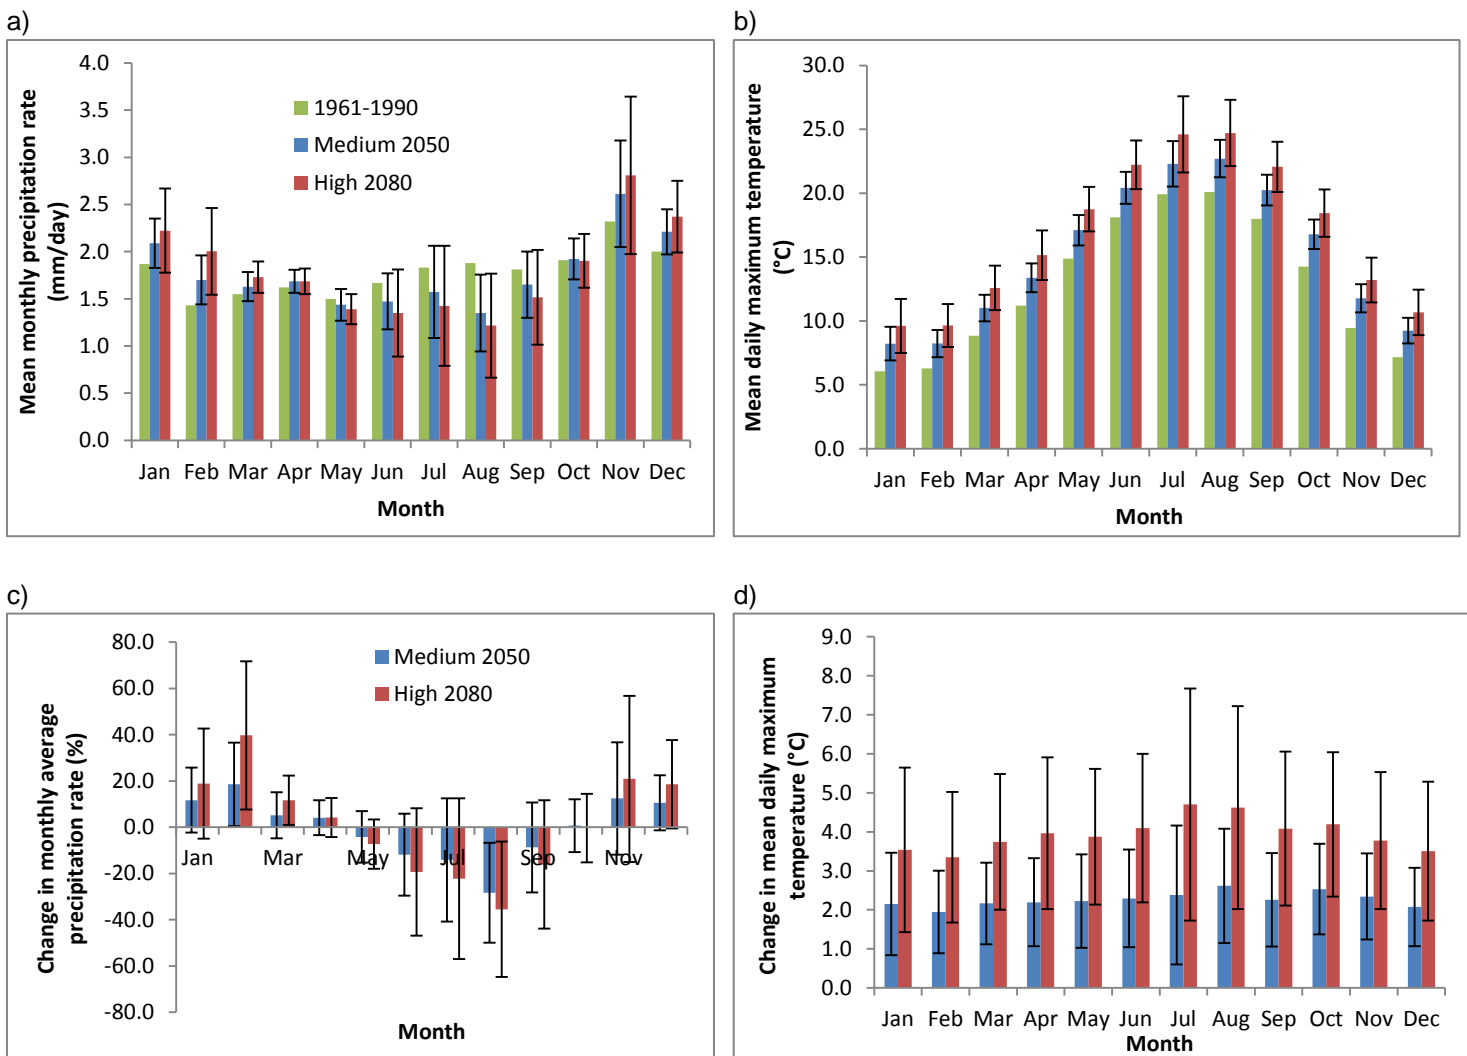 a)
4.0
3.5
3.0
2.5
2.0
1.5
1.0
0.5
0.0
Mean monthly precipitation rate
(mm/day)
1961-1990
Medium 2050
High 2080
Jan Feb Mar Apr May Jun Jul Aug Sep Oct Nov Dec
Month
b)
30.0
25.0
20.0
15.0
10.0
5.0
0.0
Mean daily maximum temperature
(°C)
Jan Feb Mar Apr May Jun Jul Aug Sep Oct Nov Dec
Month
c)
80.0
60.0
40.0
20.0
0.0
-20.0
-40.0
-60.0
-80.0
Change in monthly average
precipitation rate (%)
Medium 2050
High 2080
Jan Mar May Jul Sep Nov
Month
d)
9.0
8.0
7.0
6.0
5.0
4.0
3.0
2.0
1.0
0.0
Change in mean daily maximum
temperature (°C)
Jan Feb Mar Apr May Jun Jul Aug Sep Oct Nov Dec
Month